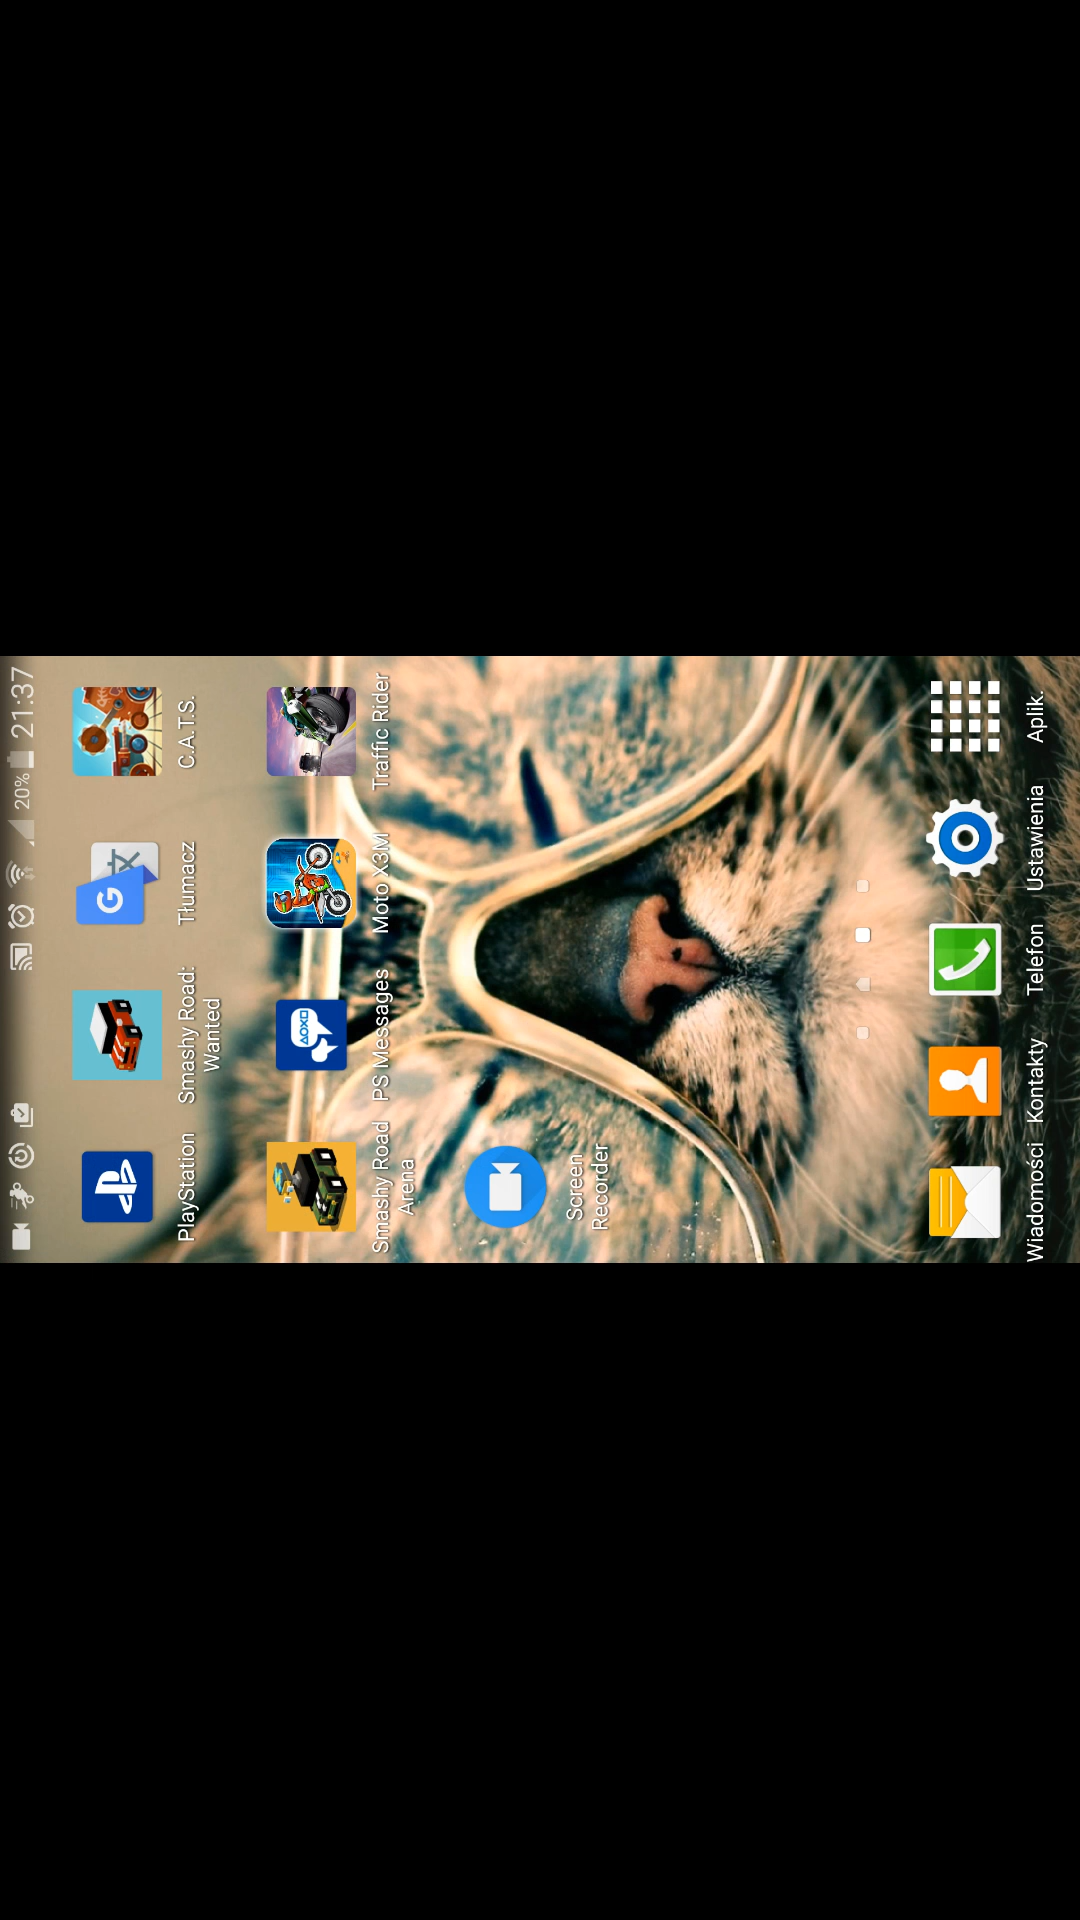 20% 21:37
PlayStation
Smashy Road:
Wanted
Tłumacz
C.A.T.S.
Smashy Road
Arena
PS Messages
Moto X3M
Traffic Rider
Screen
Recorder
Wiadomości
Kontakty
Telefon
Ustawienia
Aplik.